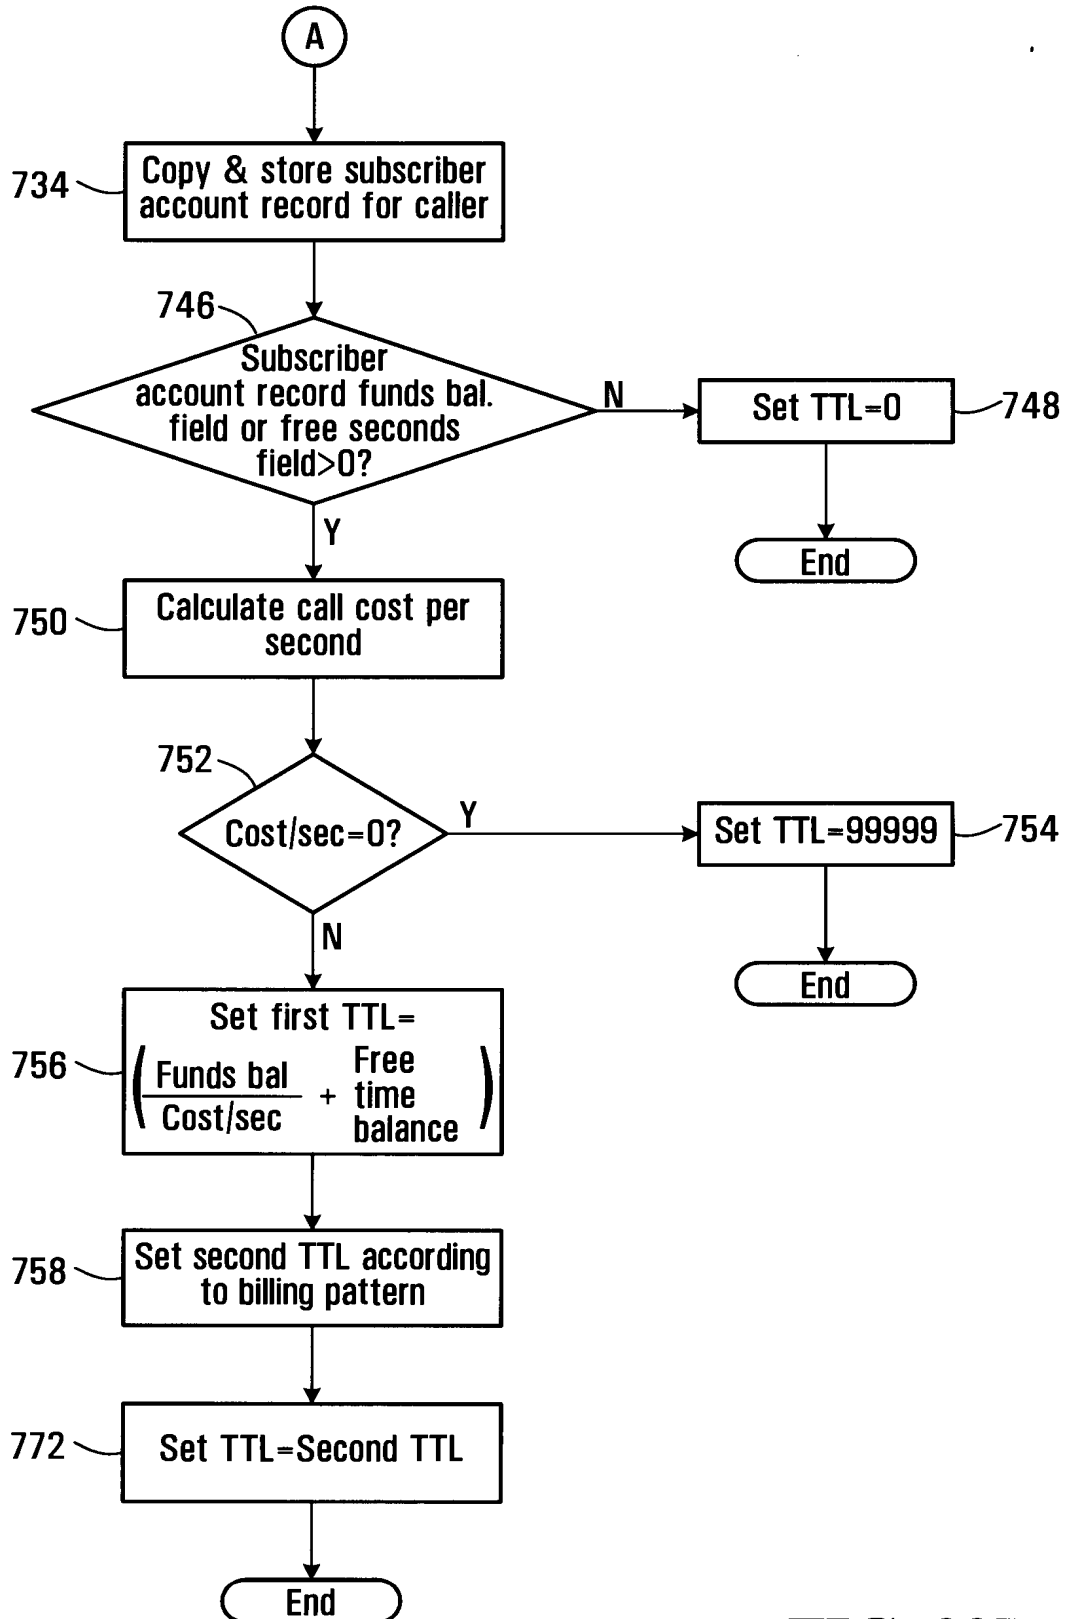 A
734
Copy & store subscriber
account record for caller
746
Subscriber
account record funds bal.
field or free seconds
field>0?
N
Set TTL=0
748
End
Y
750
Calculate call cost per
second
752
Cost/sec=0?
Y
Set TTL=99999
754
End
N
756
Set first TTL=
( Funds bal
Cost/sec
+
Free
time
balance )
758
Set second TTL according
to billing pattern
772
Set TTL=Second TTL
End